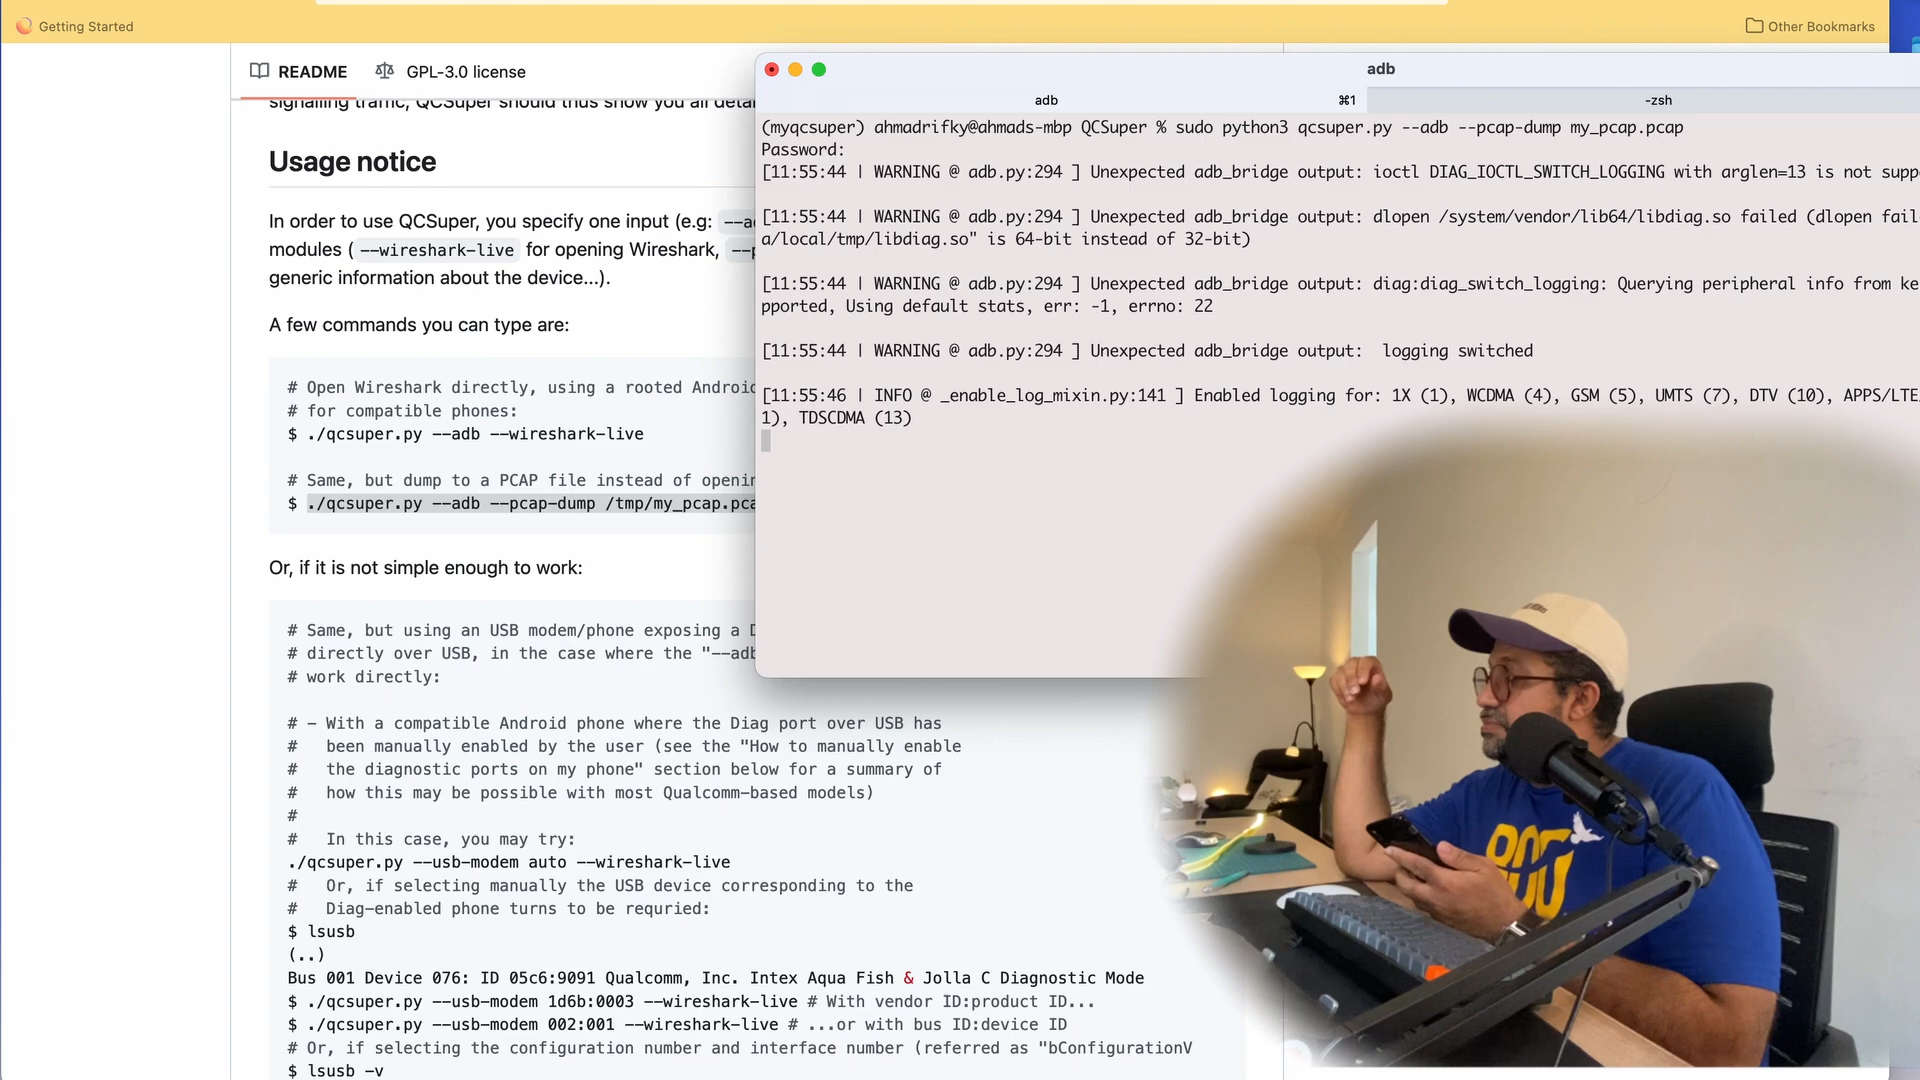 Getting Started
Other Bookmarks
README
GPL-3.0 license
signalling traffic, QCSuper should thus show you all detai
Usage notice
In order to use QCSuper, you specify one input (e.g: --ad
modules ( --wireshark-live for opening Wireshark, --p
generic information about the device...).
A few commands you can type are:
# Open Wireshark directly, using a rooted Android
# for compatible phones:
$ ./qcsuper.py --adb --wireshark-live
# Same, but dump to a PCAP file instead of openin
$ ./qcsuper.py --adb --pcap-dump /tmp/my_pcap.pca
Or, if it is not simple enough to work:
# Same, but using an USB modem/phone exposing a D
# directly over USB, in the case where the "--adb
# work directly:
# - With a compatible Android phone where the Diag port over USB has
# been manually enabled by the user (see the "How to manually enable
# the diagnostic ports on my phone" section below for a summary of
# how this may be possible with most Qualcomm-based models)
#
# In this case, you may try:
./qcsuper.py --usb-modem auto --wireshark-live
# Or, if selecting manually the USB device corresponding to the
# Diag-enabled phone turns to be requried:
$ lsusb
(..)
Bus 001 Device 076: ID 05c6:9091 Qualcomm, Inc. Intex Aqua Fish & Jolla C Diagnostic Mode
$ ./qcsuper.py --usb-modem 1d6b:0003 --wireshark-live # With vendor ID:product ID...
$ ./qcsuper.py --usb-modem 002:001 --wireshark-live # ...or with bus ID:device ID
# Or, if selecting the configuration number and interface number (referred as "bConfigurationV
$ lsusb -v
adb
adb ⌘1 -zsh
(myqcsuper) ahmadrifky@ahmads-mbp QCSuper % sudo python3 qcsuper.py --adb --pcap-dump my_pcap.pcap
Password:
[11:55:44 | WARNING @ adb.py:294 ] Unexpected adb_bridge output: ioctl DIAG_IOCTL_SWITCH_LOGGING with arglen=13 is not supp
[11:55:44 | WARNING @ adb.py:294 ] Unexpected adb_bridge output: dlopen /system/vendor/lib64/libdiag.so failed (dlopen fail
a/local/tmp/libdiag.so" is 64-bit instead of 32-bit)
[11:55:44 | WARNING @ adb.py:294 ] Unexpected adb_bridge output: diag:diag_switch_logging: Querying peripheral info from ke
pported, Using default stats, err: -1, errno: 22
[11:55:44 | WARNING @ adb.py:294 ] Unexpected adb_bridge output:  logging switched
[11:55:46 | INFO @ _enable_log_mixin.py:141 ] Enabled logging for: 1X (1), WCDMA (4), GSM (5), UMTS (7), DTV (10), APPS/LTE
1), TDSCDMA (13)